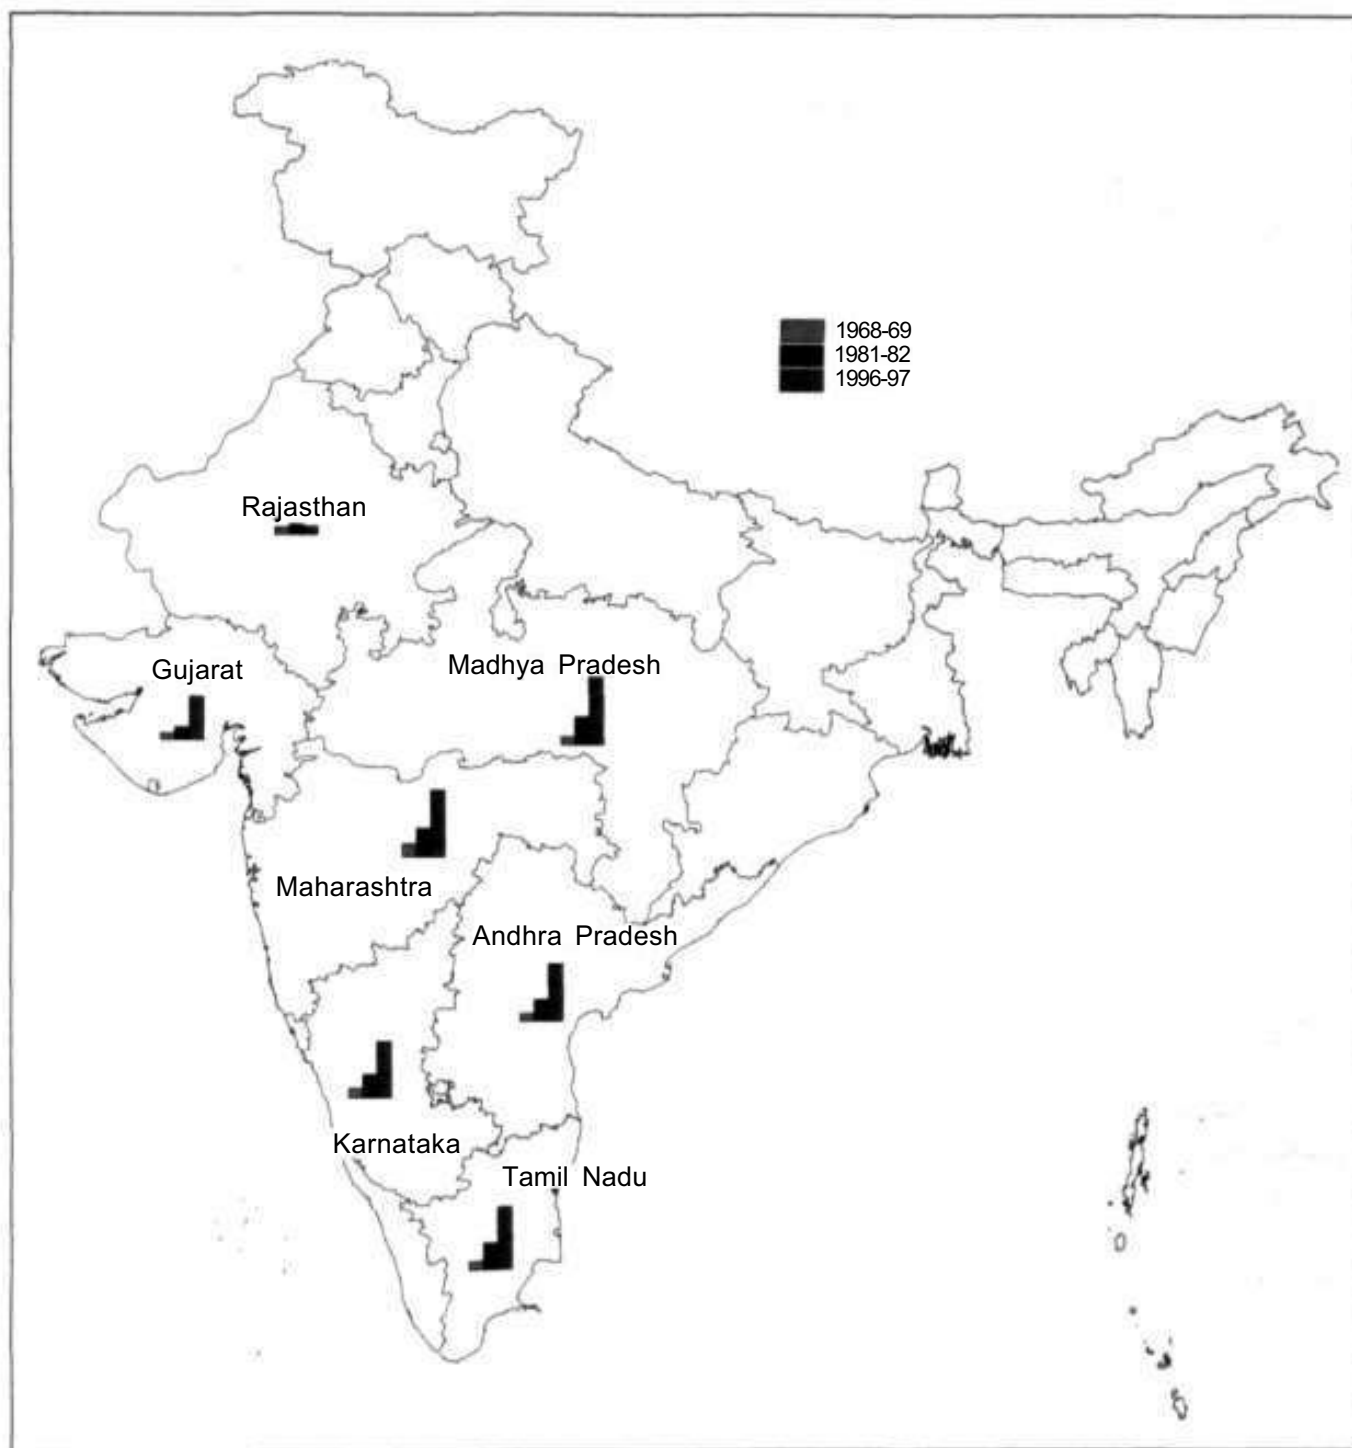 1968-69
1981-82
1996-97
Rajasthan
Gujarat
Madhya Pradesh
Maharashtra
Andhra Pradesh
Karnataka
Tamil Nadu